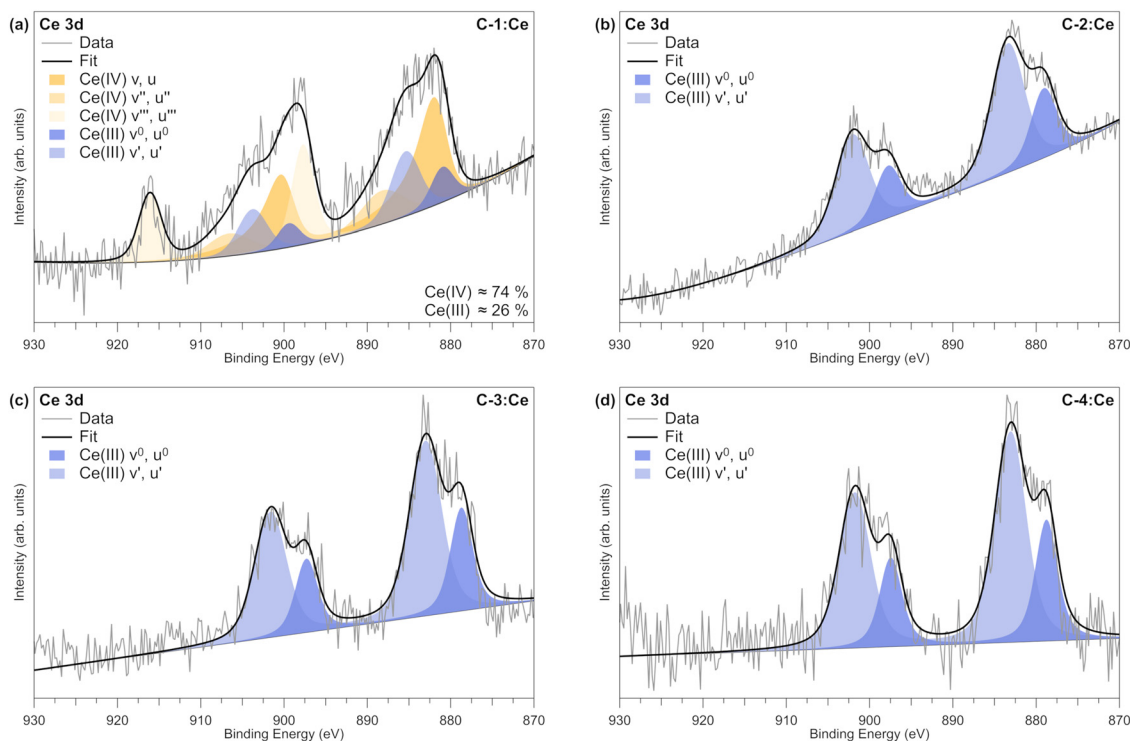 (a) Ce 3d C-1:Ce
Data
Fit
Ce(IV) v, u
Ce(IV) v'', u''
Ce(IV) v''', u'''
Ce(III) v⁰, u⁰
Ce(III) v', u'
Ce(IV) ≈ 74 %
Ce(III) ≈ 26 %
Intensity (arb. units)
930 920 910 900 890 880 870
Binding Energy (eV)
(b) Ce 3d C-2:Ce
Data
Fit
Ce(III) v⁰, u⁰
Ce(III) v', u'
Intensity (arb. units)
930 920 910 900 890 880 870
Binding Energy (eV)
(c) Ce 3d C-3:Ce
Data
Fit
Ce(III) v⁰, u⁰
Ce(III) v', u'
Intensity (arb. units)
930 920 910 900 890 880 870
Binding Energy (eV)
(d) Ce 3d C-4:Ce
Data
Fit
Ce(III) v⁰, u⁰
Ce(III) v', u'
Intensity (arb. units)
930 920 910 900 890 880 870
Binding Energy (eV)